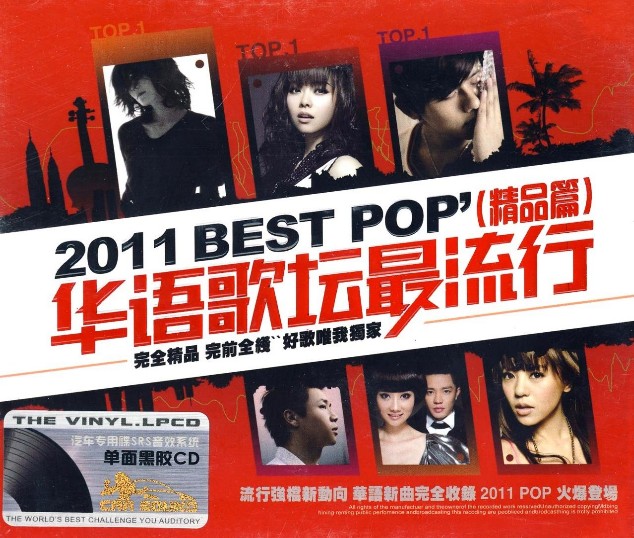 TOP.1
TOP.1
TOP.1
2011 BEST POP'(精品篇)
华语歌坛最流行
完全精品 完前全綫``好歌唯我獨家
THE VINYL.LPCD
汽车专用碟SRS音效系统
单面黑胶CD
THE WORLD'S BEST CHALLENGE YOU AUDITORY
流行強檔新動向 華語新曲完全收錄 2011 POP 火爆登場